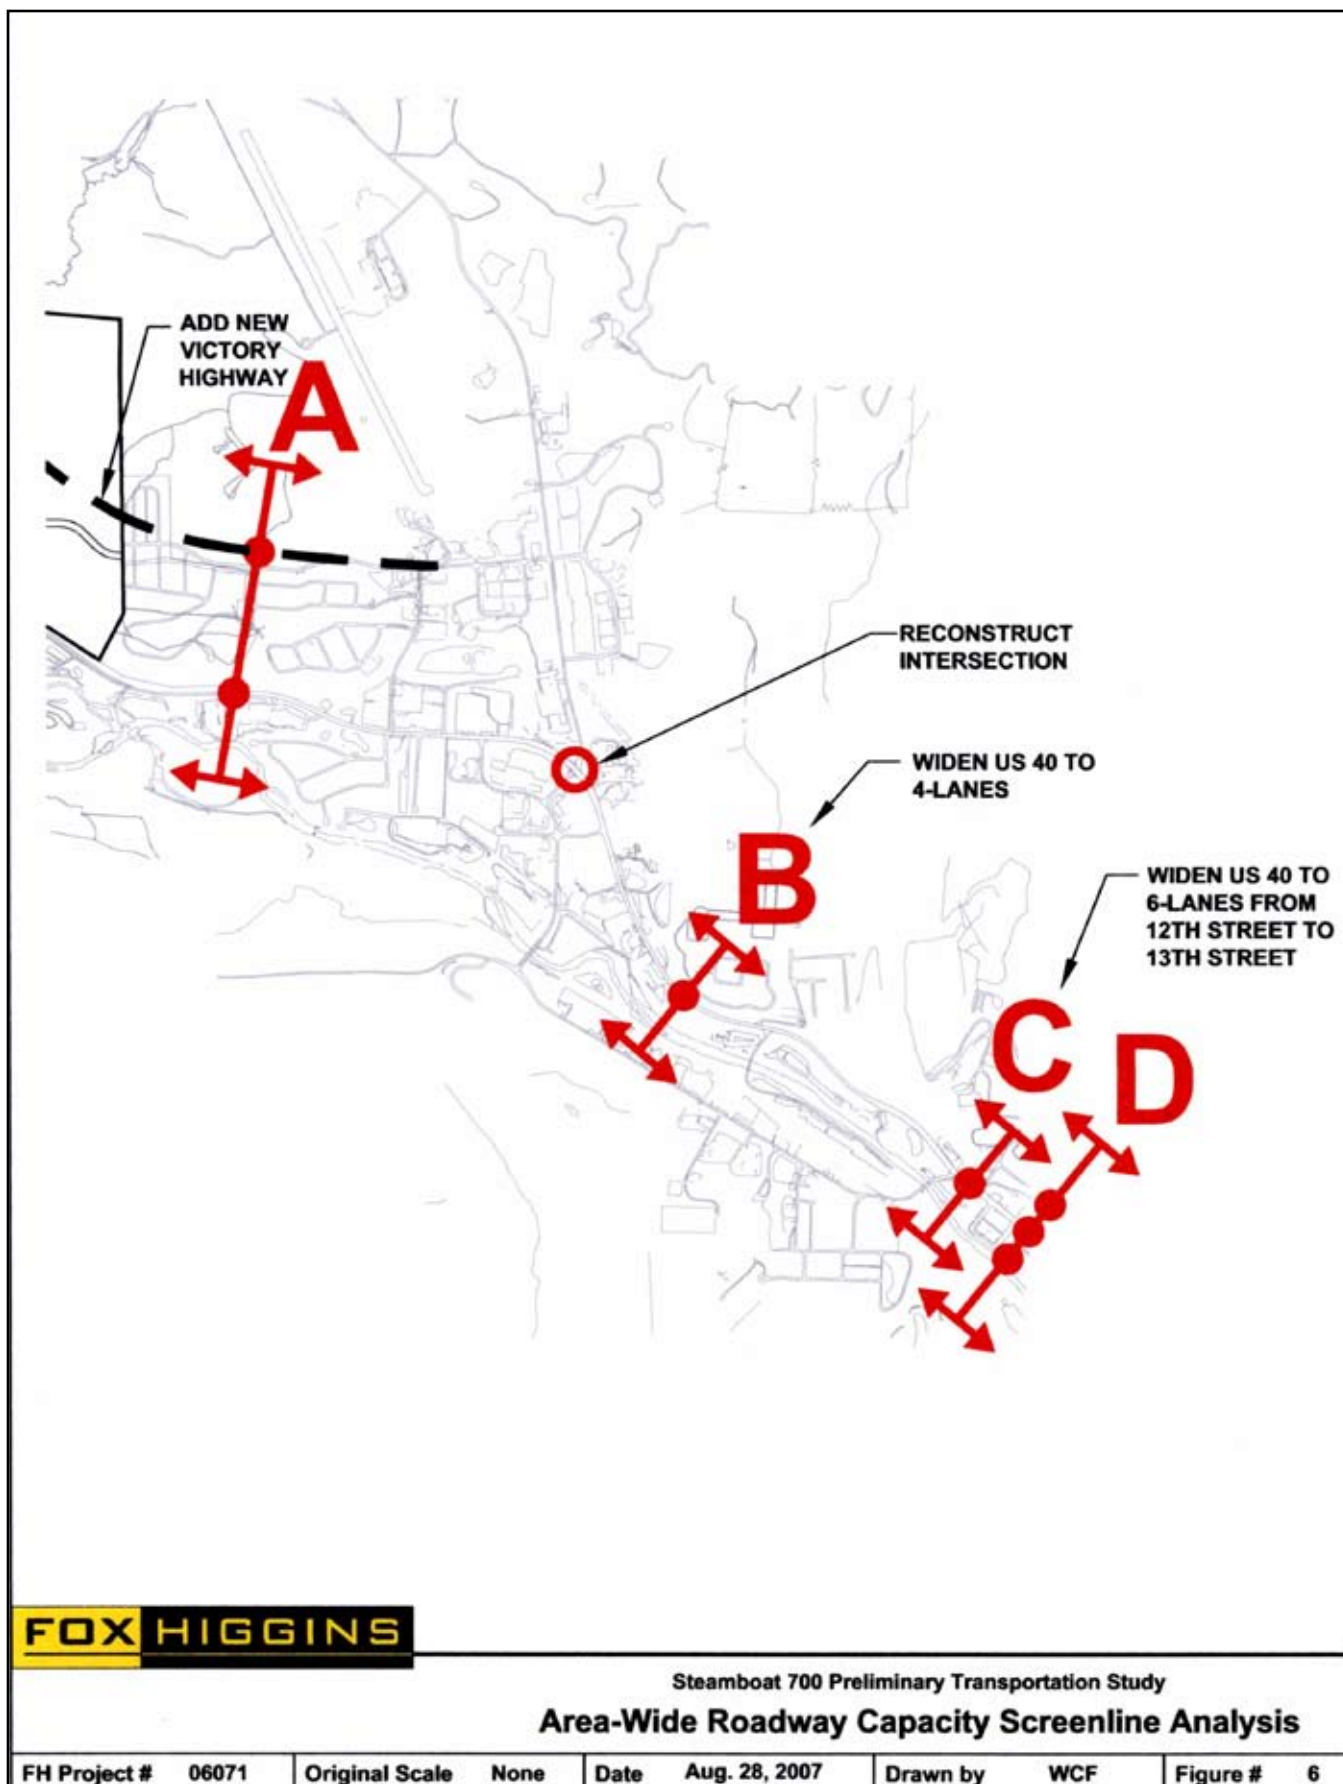 ADD NEW
VICTORY
HIGHWAY
A
RECONSTRUCT
INTERSECTION
WIDEN US 40 TO
4-LANES
B
WIDEN US 40 TO
6-LANES FROM
12TH STREET TO
13TH STREET
C
D
FOX HIGGINS
Steamboat 700 Preliminary Transportation Study
Area-Wide Roadway Capacity Screenline Analysis
FH Project # 06071 Original Scale None Date Aug. 28, 2007 Drawn by WCF Figure # 6